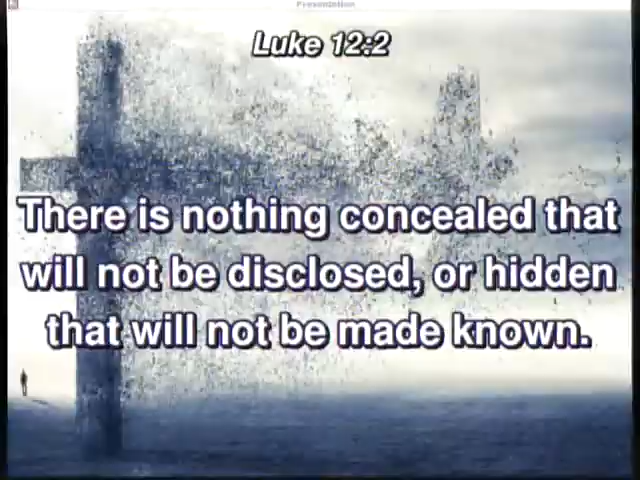 Presentation
Luke 12:2
There is nothing concealed that
will not be disclosed, or hidden
that will not be made known.